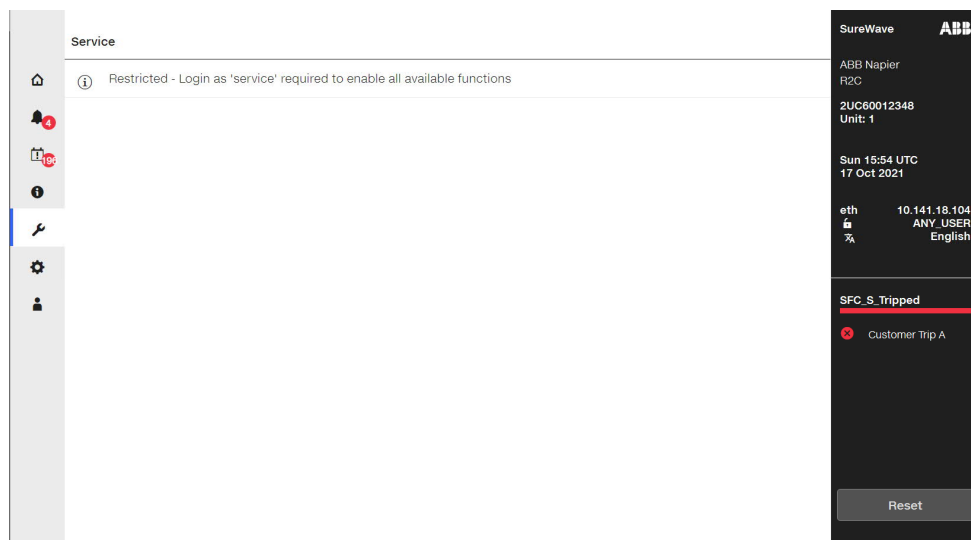 Service
Restricted - Login as 'service' required to enable all available functions
4
196
SureWave ABB
ABB Napier
R2C
2UC60012348
Unit: 1
Sun 15:54 UTC
17 Oct 2021
eth 10.141.18.104
ANY_USER
English
SFC_S_Tripped
Customer Trip A
Reset